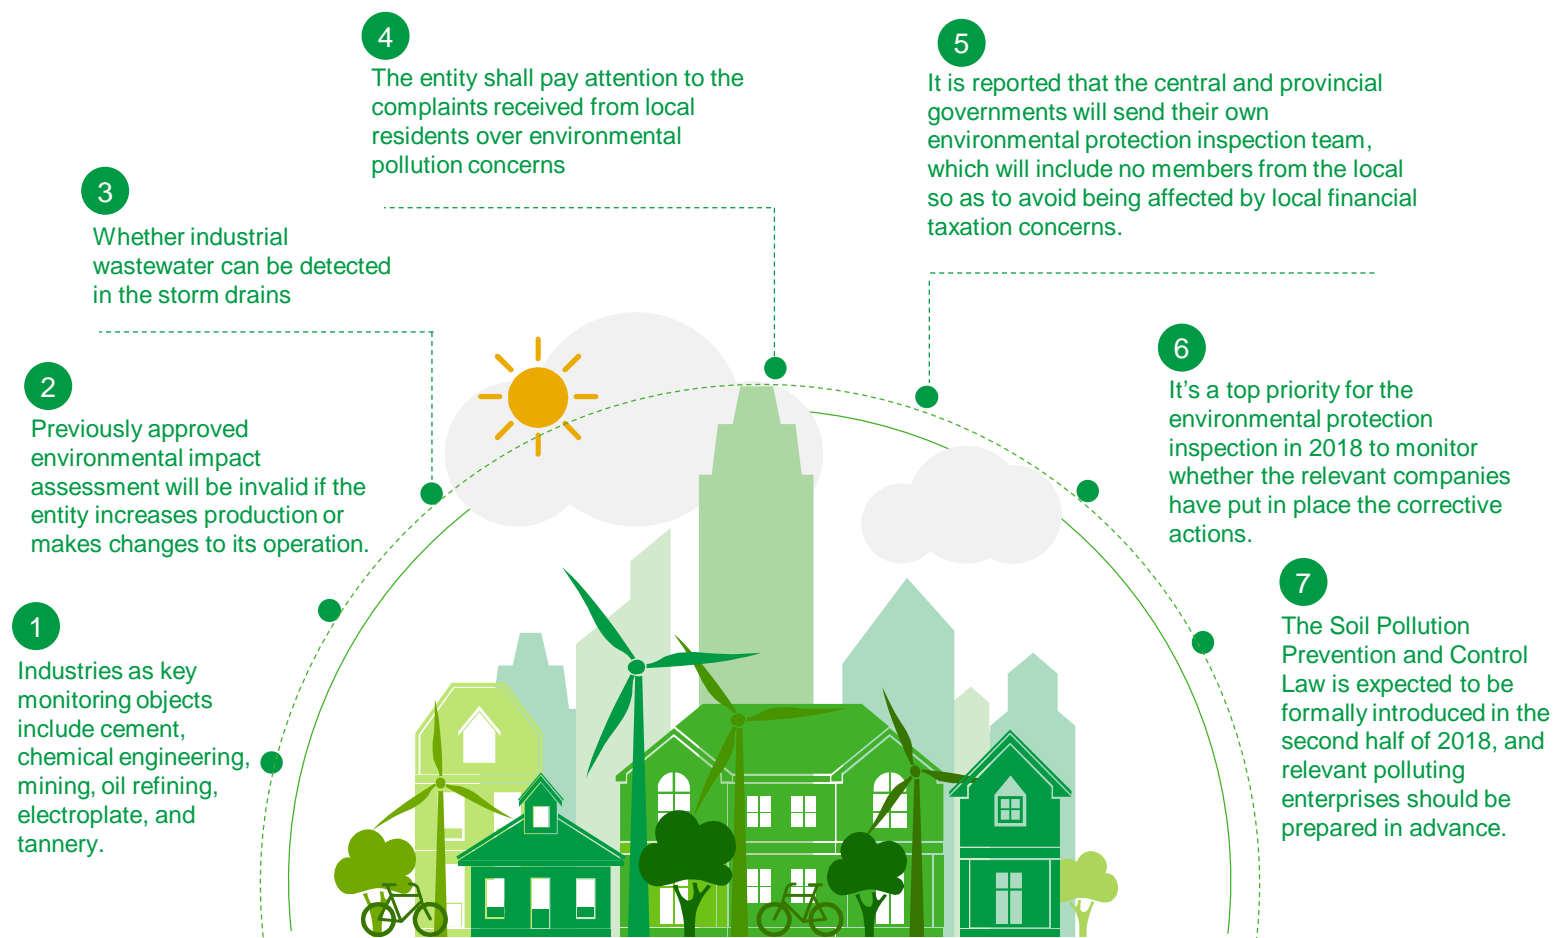 1
Industries as key
monitoring objects
include cement,
chemical engineering,
mining, oil refining,
electroplate, and
tannery.
2
Previously approved
environmental impact
assessment will be invalid if the
entity increases production or
makes changes to its operation.
3
Whether industrial
wastewater can be detected
in the storm drains
4
The entity shall pay attention to the
complaints received from local
residents over environmental
pollution concerns
5
It is reported that the central and provincial
governments will send their own
environmental protection inspection team,
which will include no members from the local
so as to avoid being affected by local financial
taxation concerns.
6
It’s a top priority for the
environmental protection
inspection in 2018 to monitor
whether the relevant companies
have put in place the corrective
actions.
7
The Soil Pollution
Prevention and Control
Law is expected to be
formally introduced in the
second half of 2018, and
relevant polluting
enterprises should be
prepared in advance.